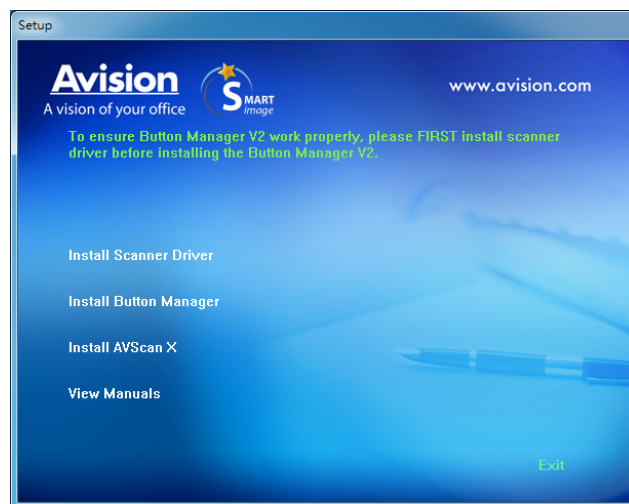 Setup
Avision
A vision of your office
SMART
image
www.avision.com
To ensure Button Manager V2 work properly, please FIRST install scanner
driver before installing the Button Manager V2.
Install Scanner Driver
Install Button Manager
Install AVScan X
View Manuals
Exit